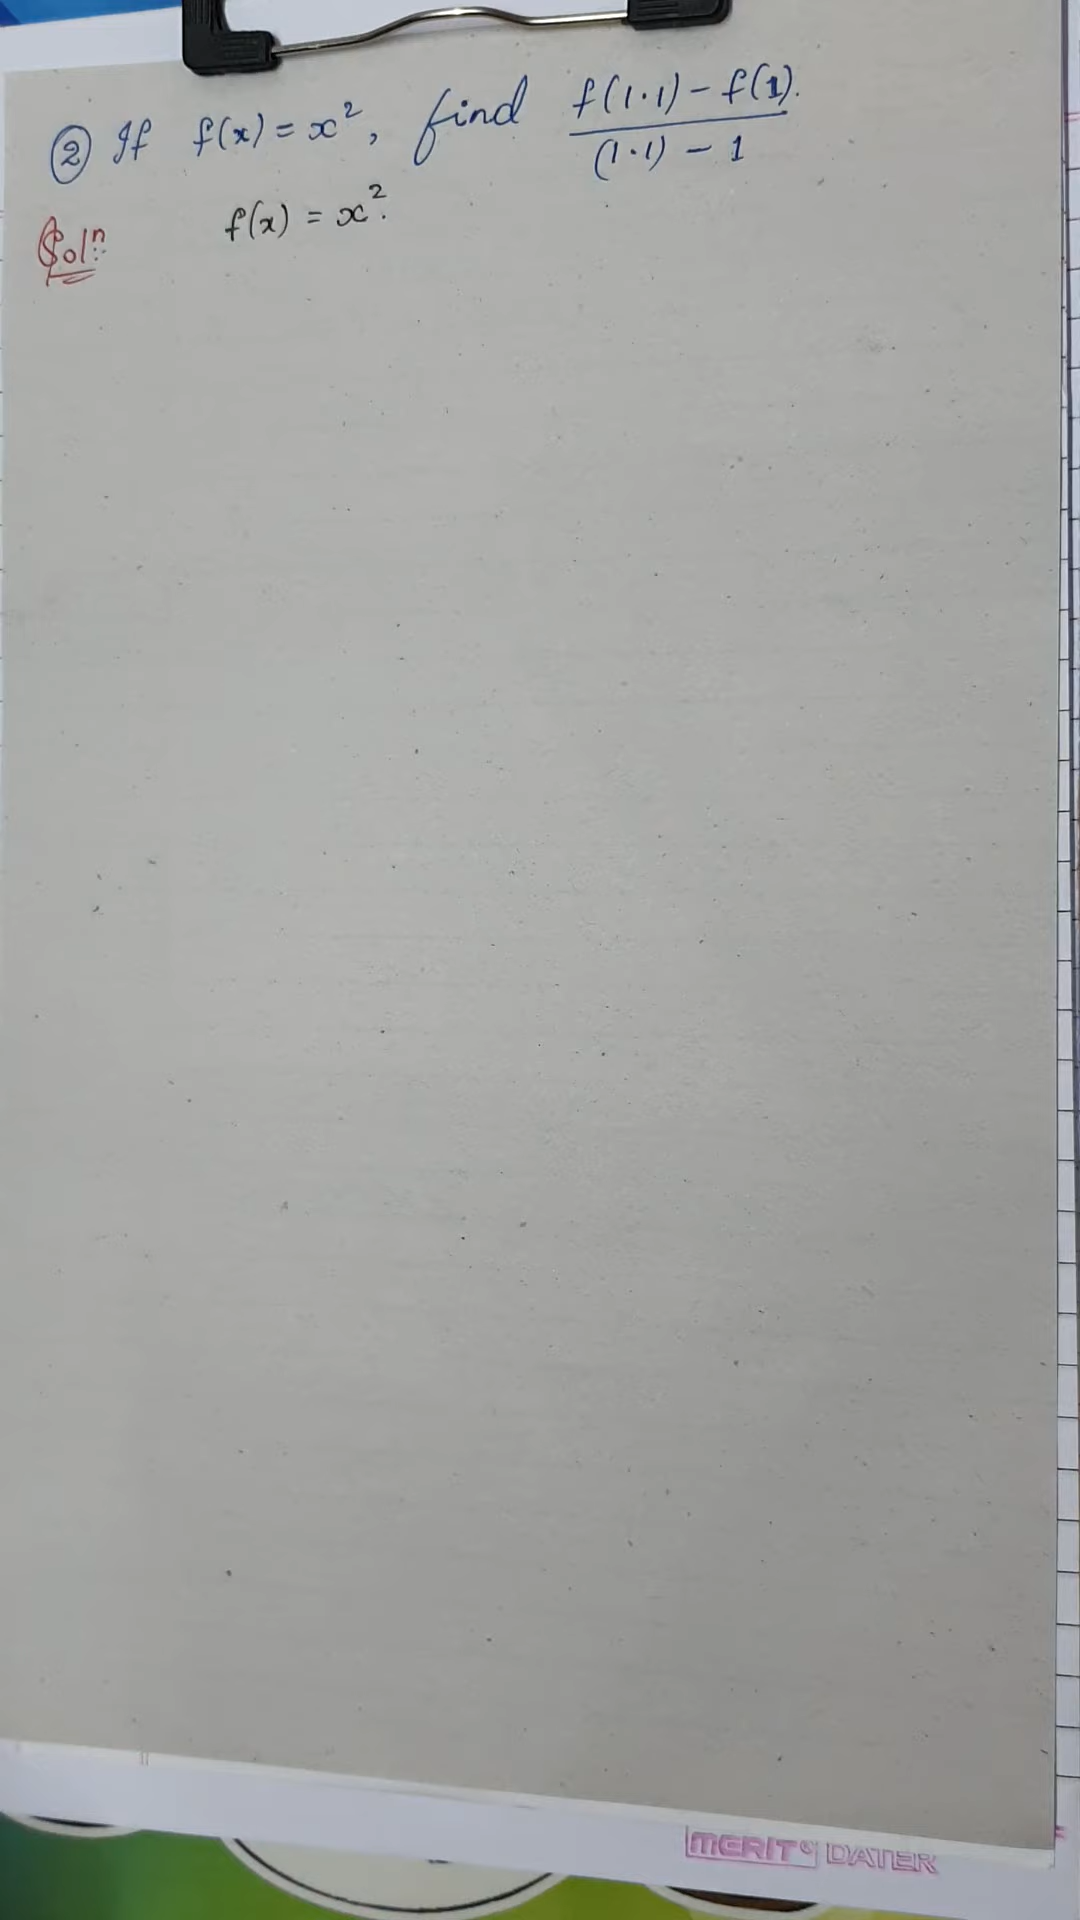 ② If f(x) = x², find f(1·1) - f(1). / (1·1) - 1
Solⁿ: f(x) = x².
MERIT DATER